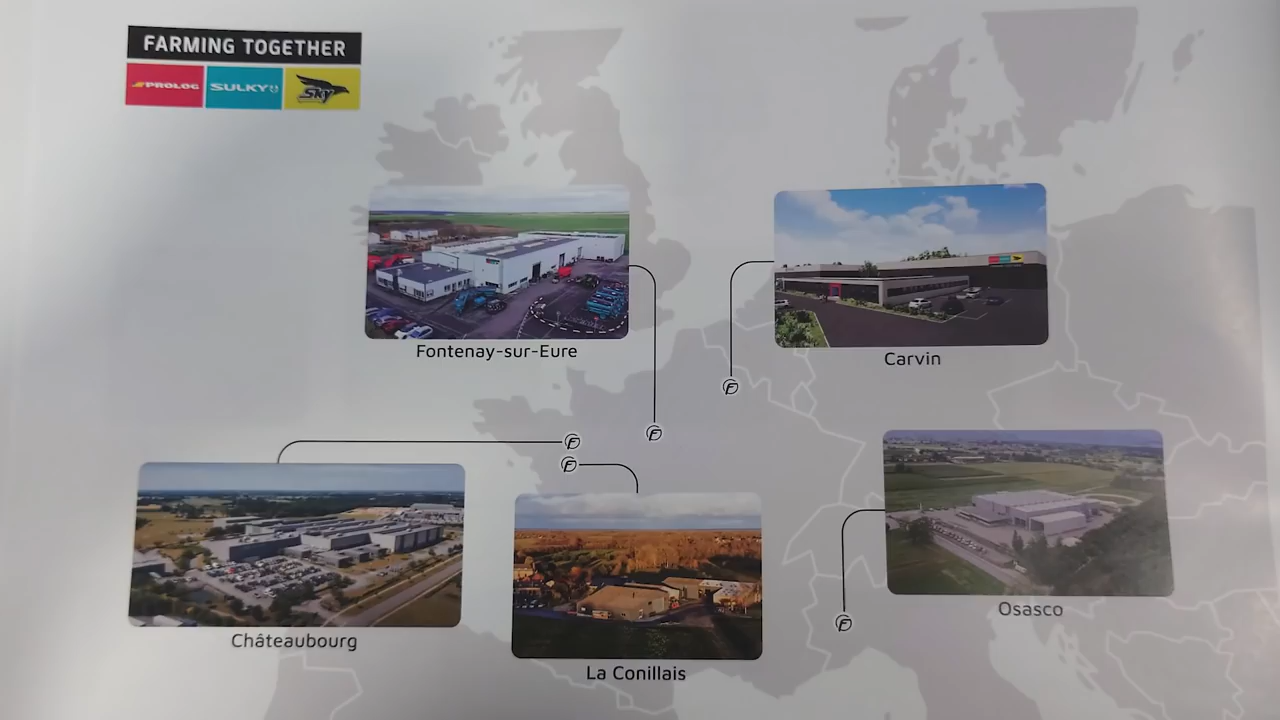 FARMING TOGETHER
PROLOG SULKY Sky
Fontenay-sur-Eure
Carvin
Châteaubourg
La Conillais
Osasco